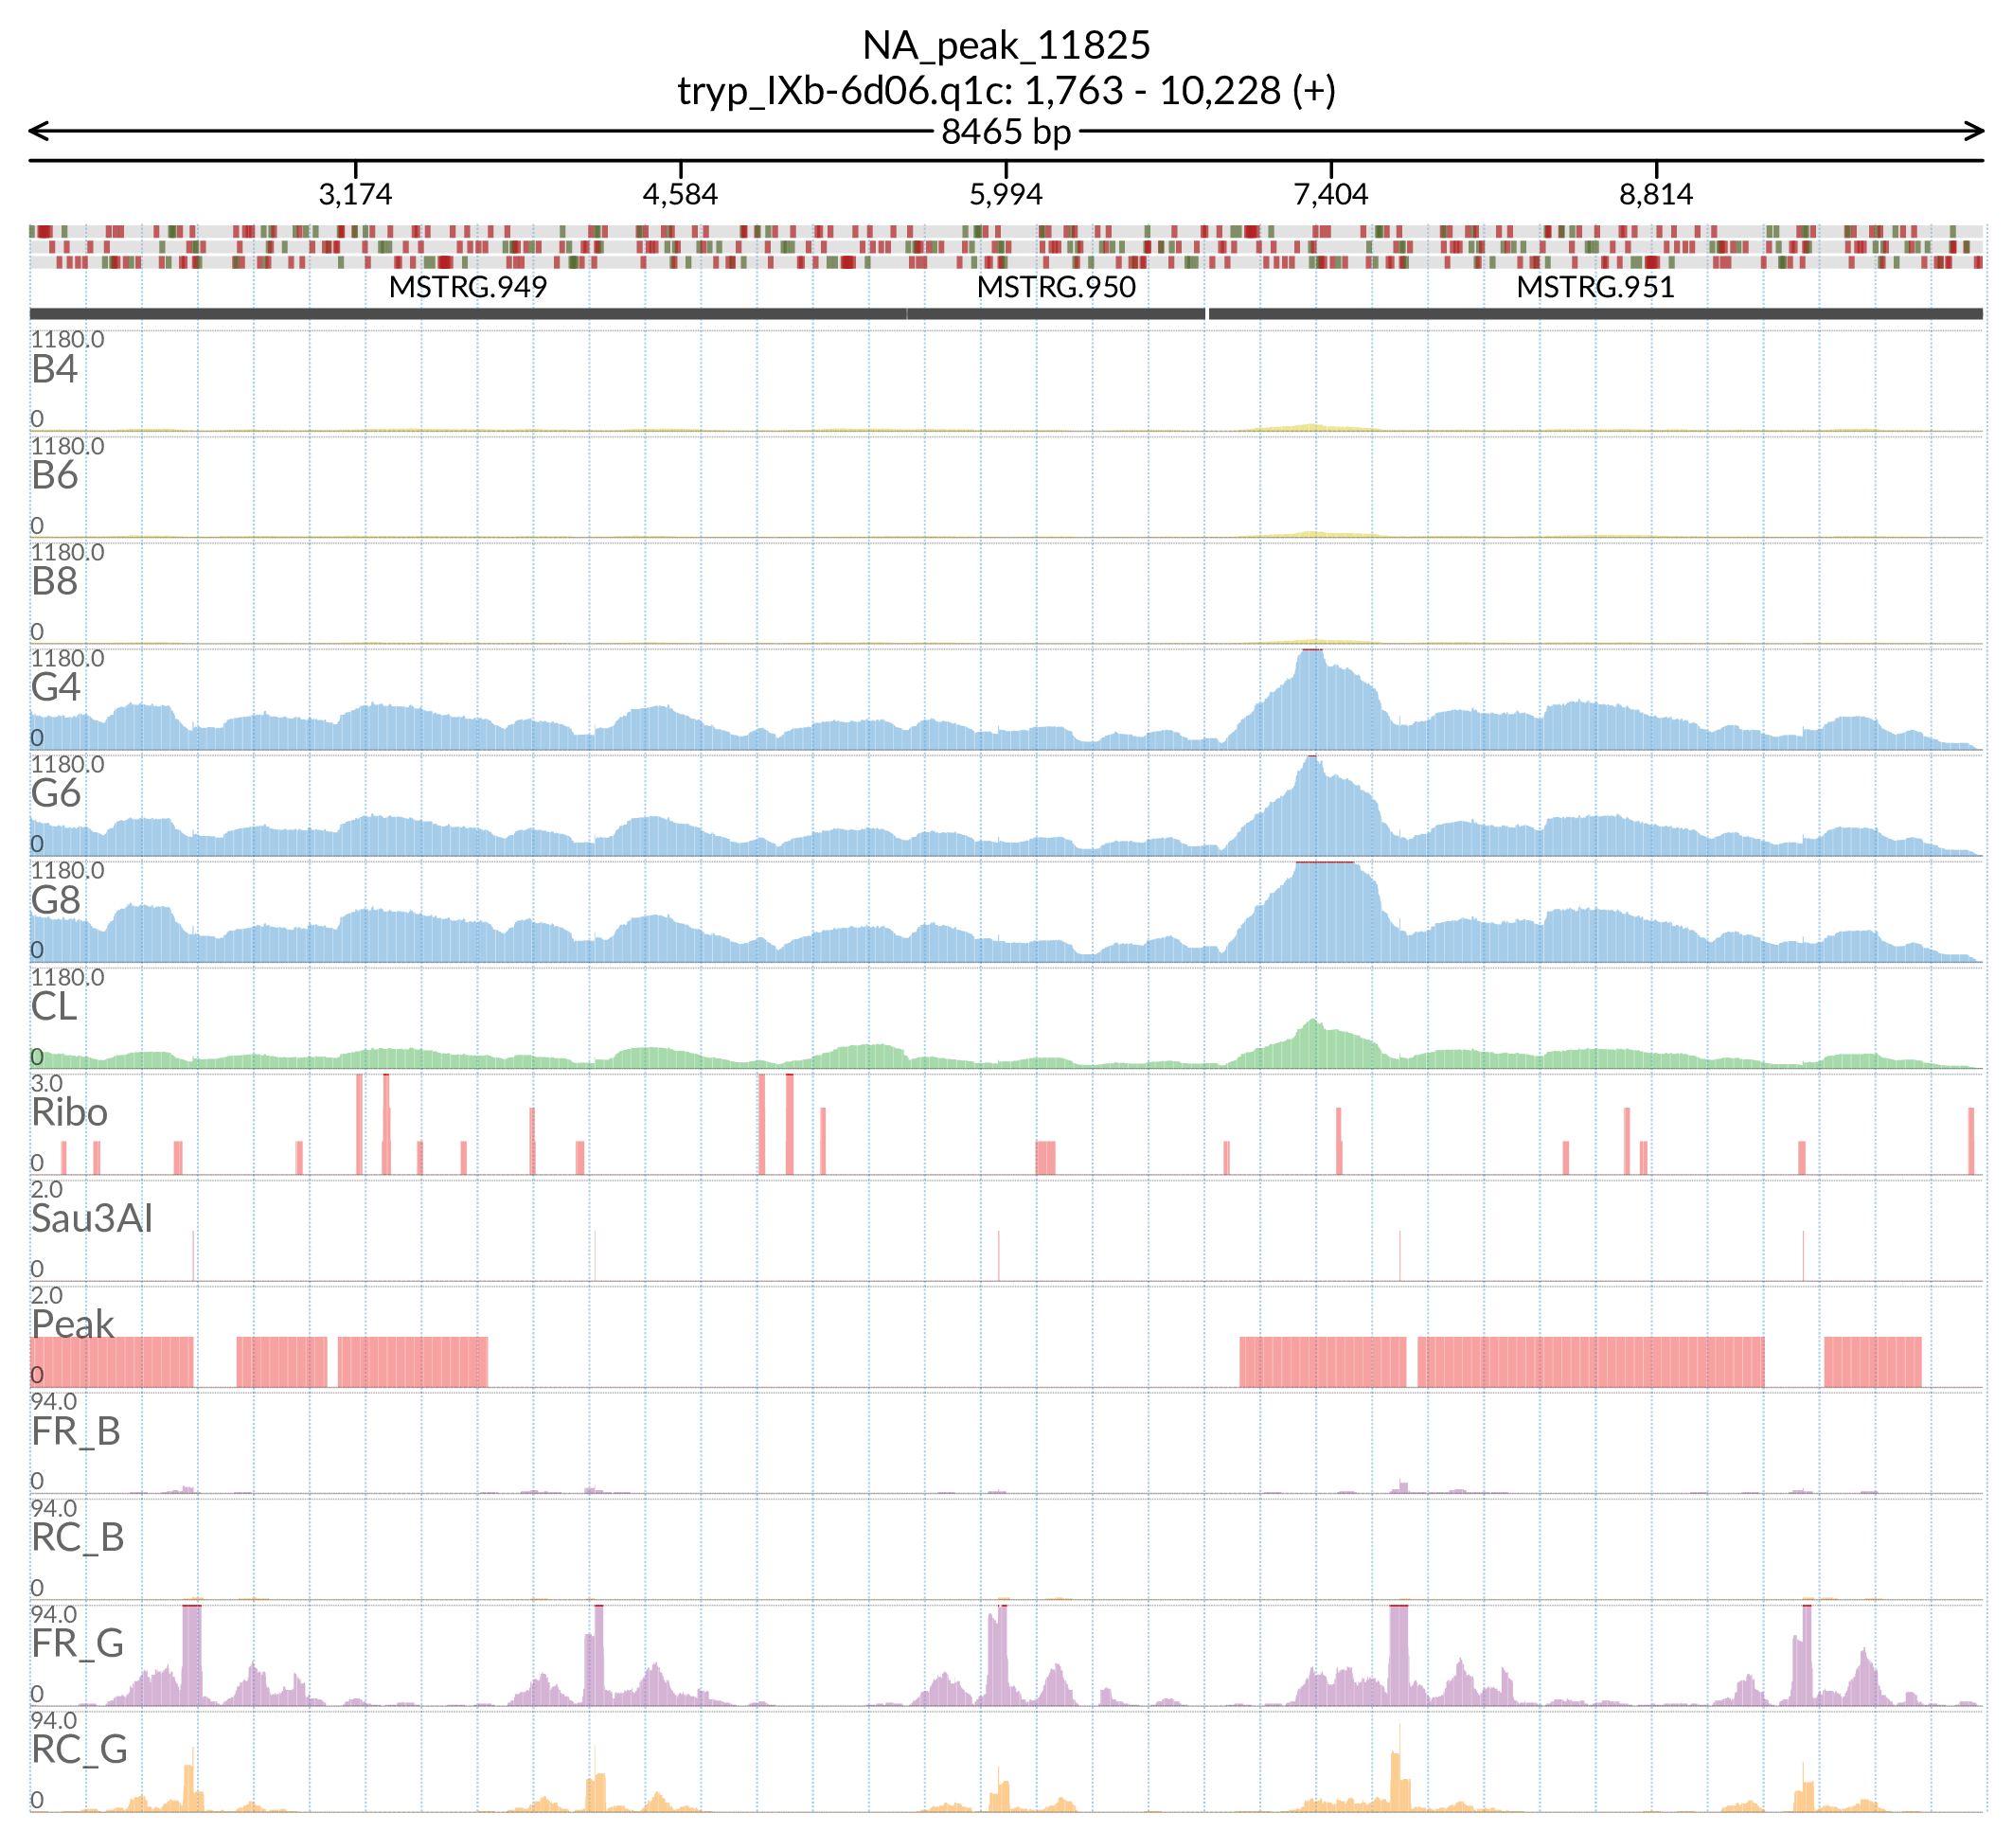 NA_peak_11825
tryp_IXb-6d06.q1c: 1,763 - 10,228 (+)
8465 bp
3,174 4,584 5,994 7,404 8,814
MSTRG.949 MSTRG.950 MSTRG.951
1180.0
B4
0
1180.0
B6
0
1180.0
B8
0
1180.0
G4
0
1180.0
G6
0
1180.0
G8
0
1180.0
CL
0
3.0
Ribo
0
2.0
Sau3AI
0
2.0
Peak
0
94.0
FR_B
0
94.0
RC_B
0
94.0
FR_G
0
94.0
RC_G
0